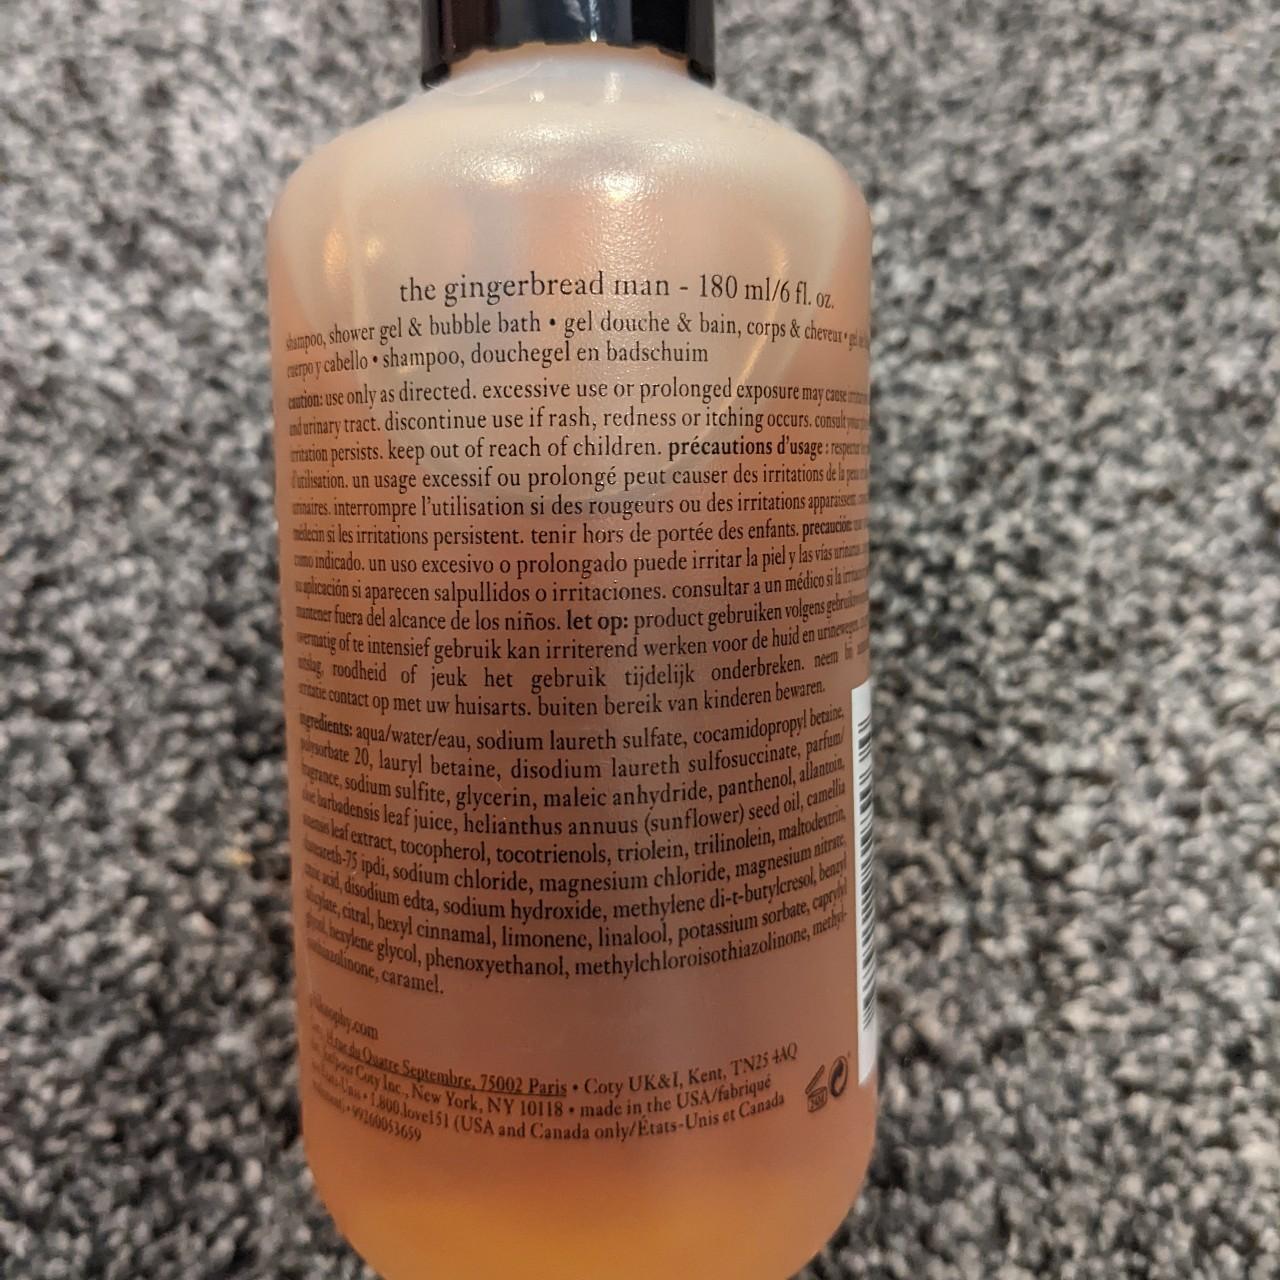 the gingerbread man - 180 ml/6 fl. oz.
shampoo, shower gel & bubble bath • gel douche & bain, corps & cheveux • gel
cuerpo y cabello • shampoo, douchegel en badschuim
caution: use only as directed. excessive use or prolonged exposure may cause
and urinary tract. discontinue use if rash, redness or itching occurs. consult
irritation persists. keep out of reach of children. précautions d'usage : respecter
d'utilisation. un usage excessif ou prolongé peut causer des irritations de la
urinaires. interrompre l'utilisation si des rougeurs ou des irritations apparaissent.
médecin si les irritations persistent. tenir hors de portée des enfants. precaución:
como indicado. un uso excesivo o prolongado puede irritar la piel y las vías urinarias.
su aplicación si aparecen salpullidos o irritaciones. consultar a un médico si la
mantener fuera del alcance de los niños. let op: product gebruiken volgens
overmatig of te intensief gebruik kan irriterend werken voor de huid en urinewegen.
uitslag, roodheid of jeuk het gebruik tijdelijk onderbreken. neem bij
irritatie contact op met uw huisarts. buiten bereik van kinderen bewaren.
ingredients: aqua/water/eau, sodium laureth sulfate, cocamidopropyl betaine,
polysorbate 20, lauryl betaine, disodium laureth sulfosuccinate, parfum/
fragrance, sodium sulfite, glycerin, maleic anhydride, panthenol, allantoin,
aloe barbadensis leaf juice, helianthus annuus (sunflower) seed oil, camellia
sinensis leaf extract, tocopherol, tocotrienols, triolein, trilinolein, maltodextrin,
-75 ipdi, sodium chloride, magnesium chloride, magnesium nitrate,
citric acid, disodium edta, sodium hydroxide, methylene di-t-butylcresol, benzyl
salicylate, citral, hexyl cinnamal, limonene, linalool, potassium sorbate, caprylyl
glycol, hexylene glycol, phenoxyethanol, methylchloroisothiazolinone, methyl-
isothiazolinone, caramel.
philosophy.com
rue du Quatre Septembre, 75002 Paris • Coty UK&I, Kent, TN25 4AQ
pour Coty Inc., New York, NY 10118 • made in the USA/fabriqué
États-Unis • 1.800.love151 (USA and Canada only/États-Unis et Canada
seulement) • 99260053659
24M